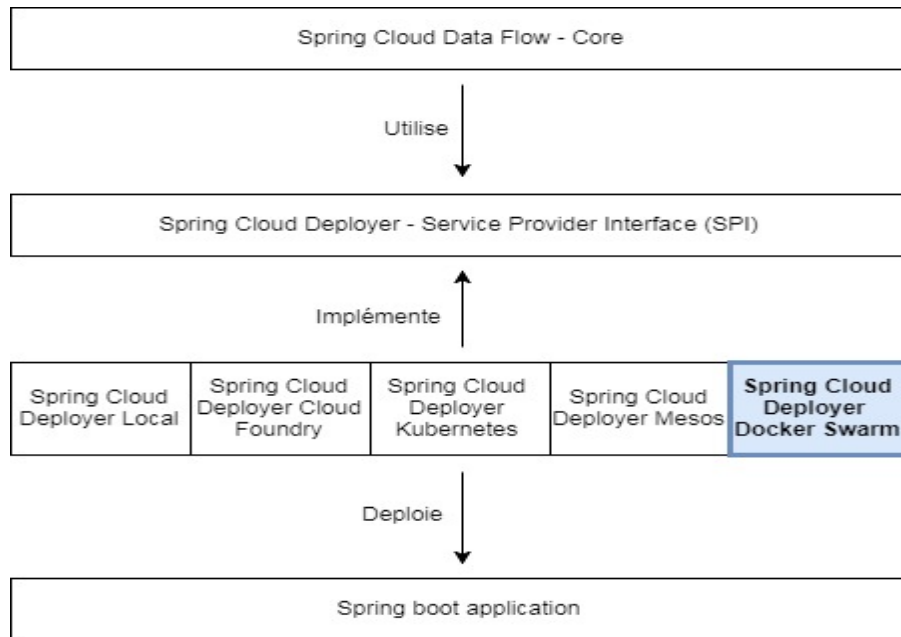 Spring Cloud Data Flow - Core
Utilise
Spring Cloud Deployer - Service Provider Interface (SPI)
Implémente
Spring Cloud
Deployer Local
Spring Cloud
Deployer Cloud
Foundry
Spring Cloud
Deployer
Kubernetes
Spring Cloud
Deployer Mesos
Spring Cloud
Deployer
Docker Swarm
Deploie
Spring boot application